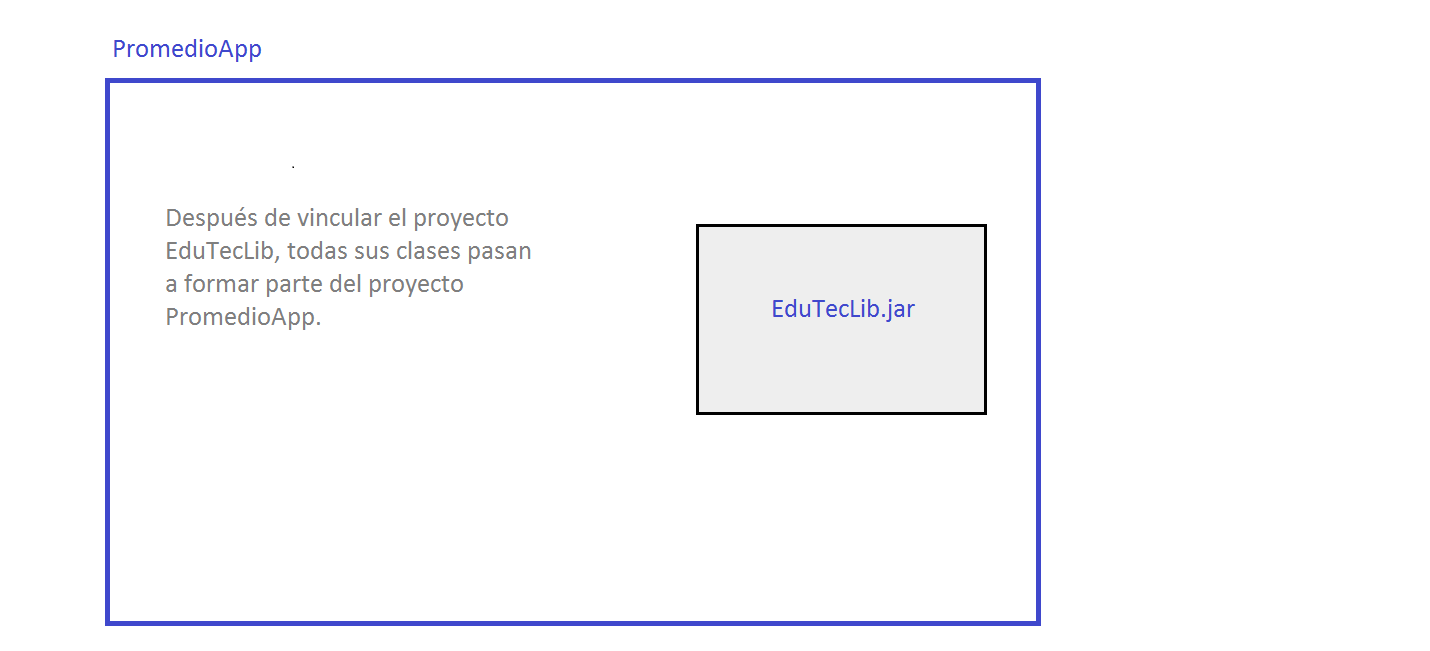 PromedioApp
Después de vincular el proyecto
EduTecLib, todas sus clases pasan
a formar parte del proyecto
PromedioApp.
EduTecLib.jar